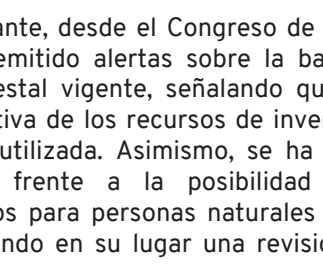 ante, desde el Congreso de
emitido alertas sobre la ba
estal vigente, señalando qu
tiva de los recursos de inver
utilizada. Asimismo, se ha
frente a la posibilidad
os para personas naturales
ndo en su lugar una revisió